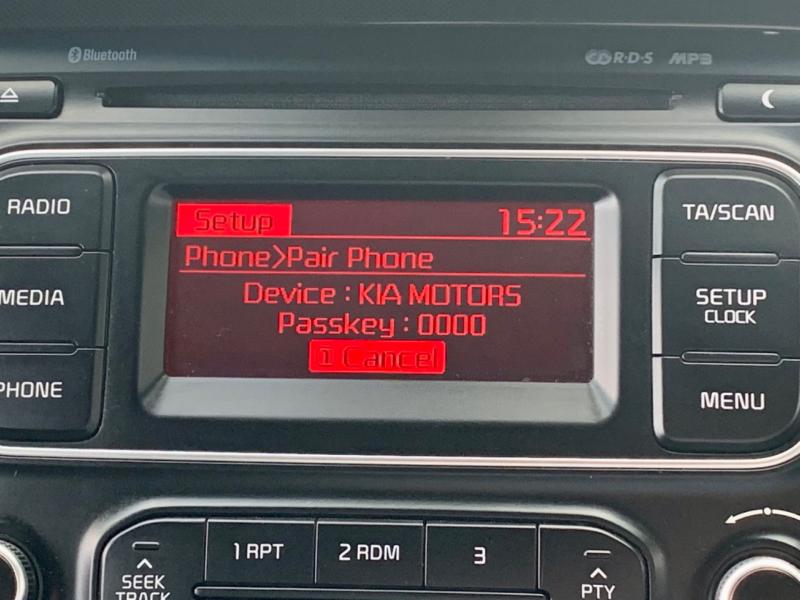 Bluetooth
CD R·D·S MP3
RADIO
MEDIA
PHONE
Setup 15:22
Phone>Pair Phone
Device : KIA MOTORS
Passkey : 0000
1 Cancel
TA/SCAN
SETUP
CLOCK
MENU
SEEK
TRACK
1 RPT
2 RDM
3
PTY